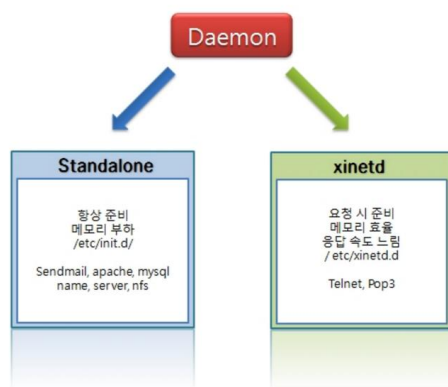 Daemon
Standalone
항상 준비
메모리 부하
/etc/init.d/
Sendmail, apache, mysql
name, server, nfs
xinetd
요청 시 준비
메모리 효율
응답 속도 느림
/ etc/xinetd.d
Telnet, Pop3